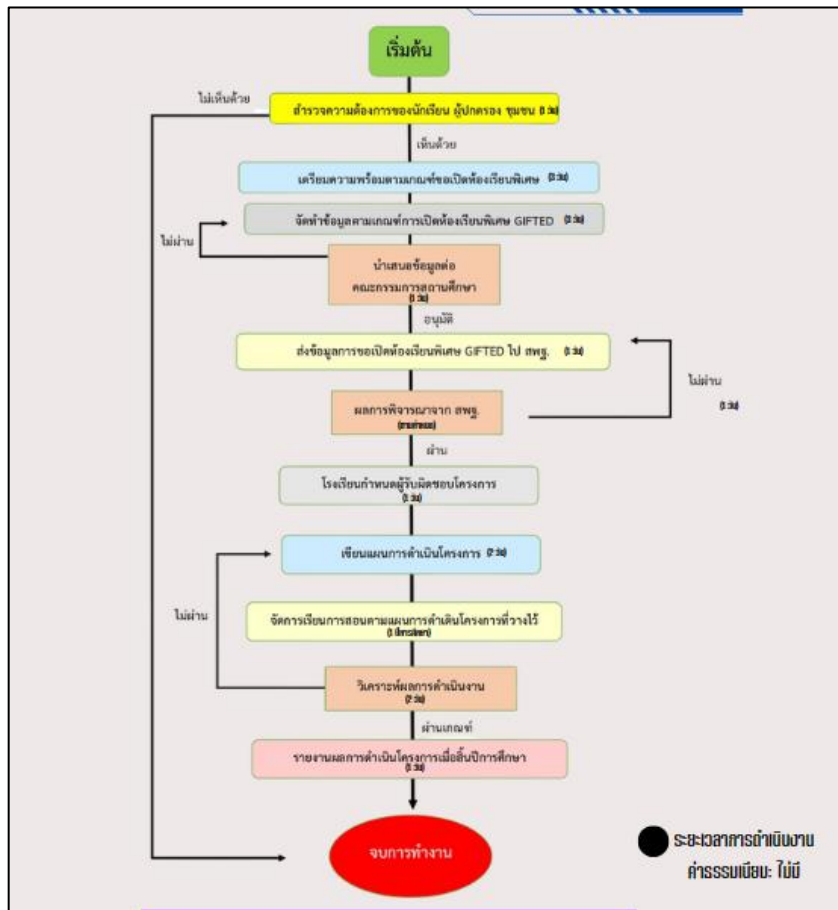 เริ่มต้น
ไม่เห็นด้วย
สำรวจความต้องการของนักเรียน ผู้ปกครอง ชุมชน
เห็นด้วย
เตรียมความพร้อมตามเกณฑ์ขอเปิดห้องเรียนพิเศษ
จัดทำข้อมูลตามเกณฑ์การเปิดห้องเรียนพิเศษ GIFTED
ไม่ผ่าน
นำเสนอข้อมูลต่อ
คณะกรรมการสถานศึกษา
อนุมัติ
ส่งข้อมูลการขอเปิดห้องเรียนพิเศษ GIFTED ไป สพฐ.
ไม่ผ่าน
ผลการพิจารณาจาก สพฐ.
ผ่าน
โรงเรียนกำหนดผู้รับผิดชอบโครงการ
เขียนแผนการดำเนินโครงการ
ไม่ผ่าน
จัดการเรียนการสอนตามแผนการดำเดินโครงการที่วางไว้
วิเคราะห์ผลการดำเนินงาน
ผ่านเกณฑ์
รายงานผลการดำเนินโครงการเมื่อสิ้นปีการศึกษา
จบการทำงาน
ระยะเวลาการดำเนินงาน
ค่าธรรมเนียม: ไม่มี